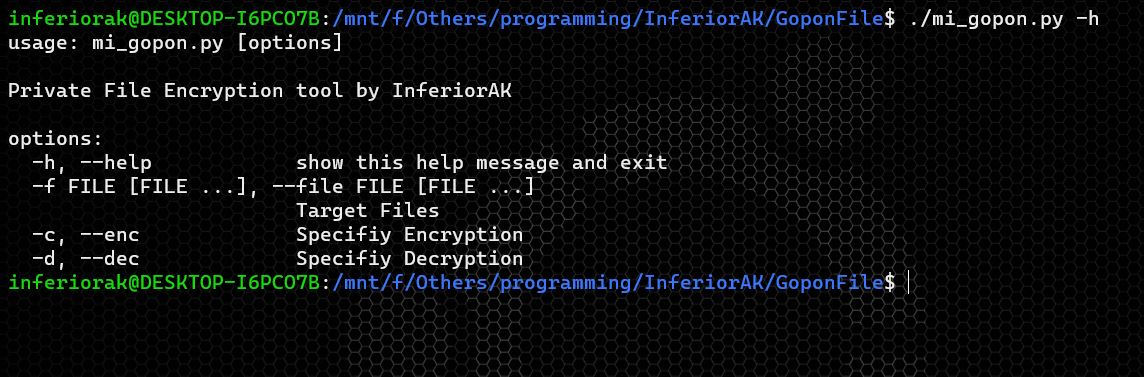 inferiorak@DESKTOP-I6PCO7B:/mnt/f/Others/programming/InferiorAK/GoponFile$ ./mi_gopon.py -h
usage: mi_gopon.py [options]
Private File Encryption tool by InferiorAK
options:
-h, --help show this help message and exit
-f FILE [FILE ...], --file FILE [FILE ...]
Target Files
-c, --enc Specifiy Encryption
-d, --dec Specifiy Decryption
inferiorak@DESKTOP-I6PCO7B:/mnt/f/Others/programming/InferiorAK/GoponFile$